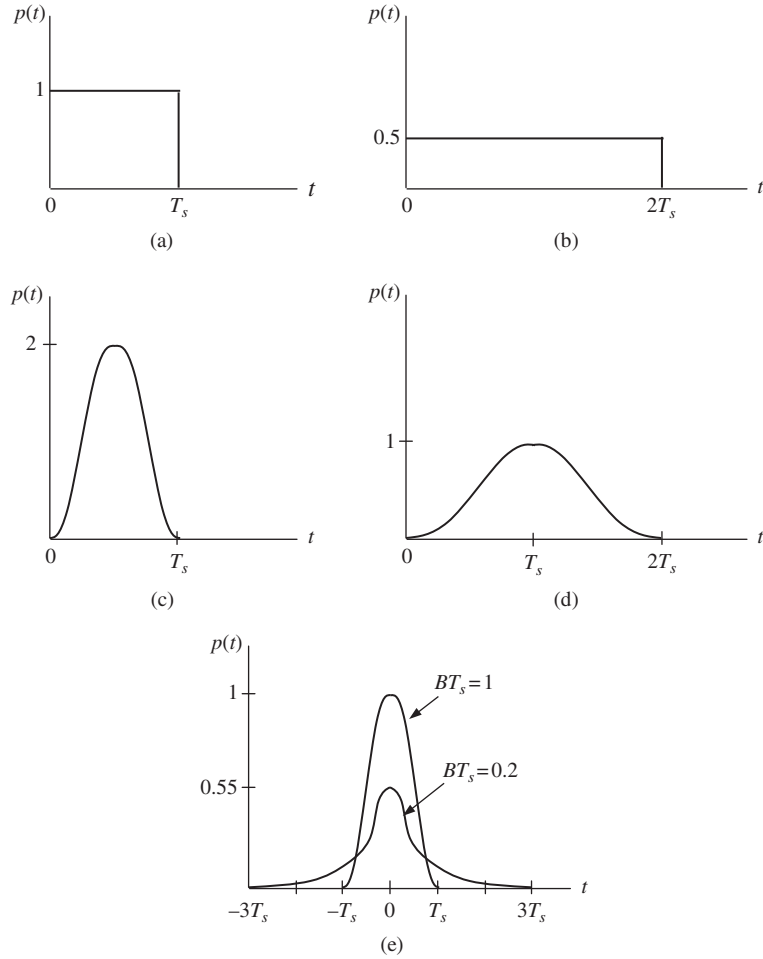 p(t)
1
0
T_s
t
(a)
p(t)
0.5
0
2T_s
t
(b)
p(t)
2
0
T_s
t
(c)
p(t)
1
0
T_s
2T_s
t
(d)
p(t)
1
BT_s = 1
0.55
BT_s = 0.2
–3T_s
–T_s
0
T_s
3T_s
t
(e)